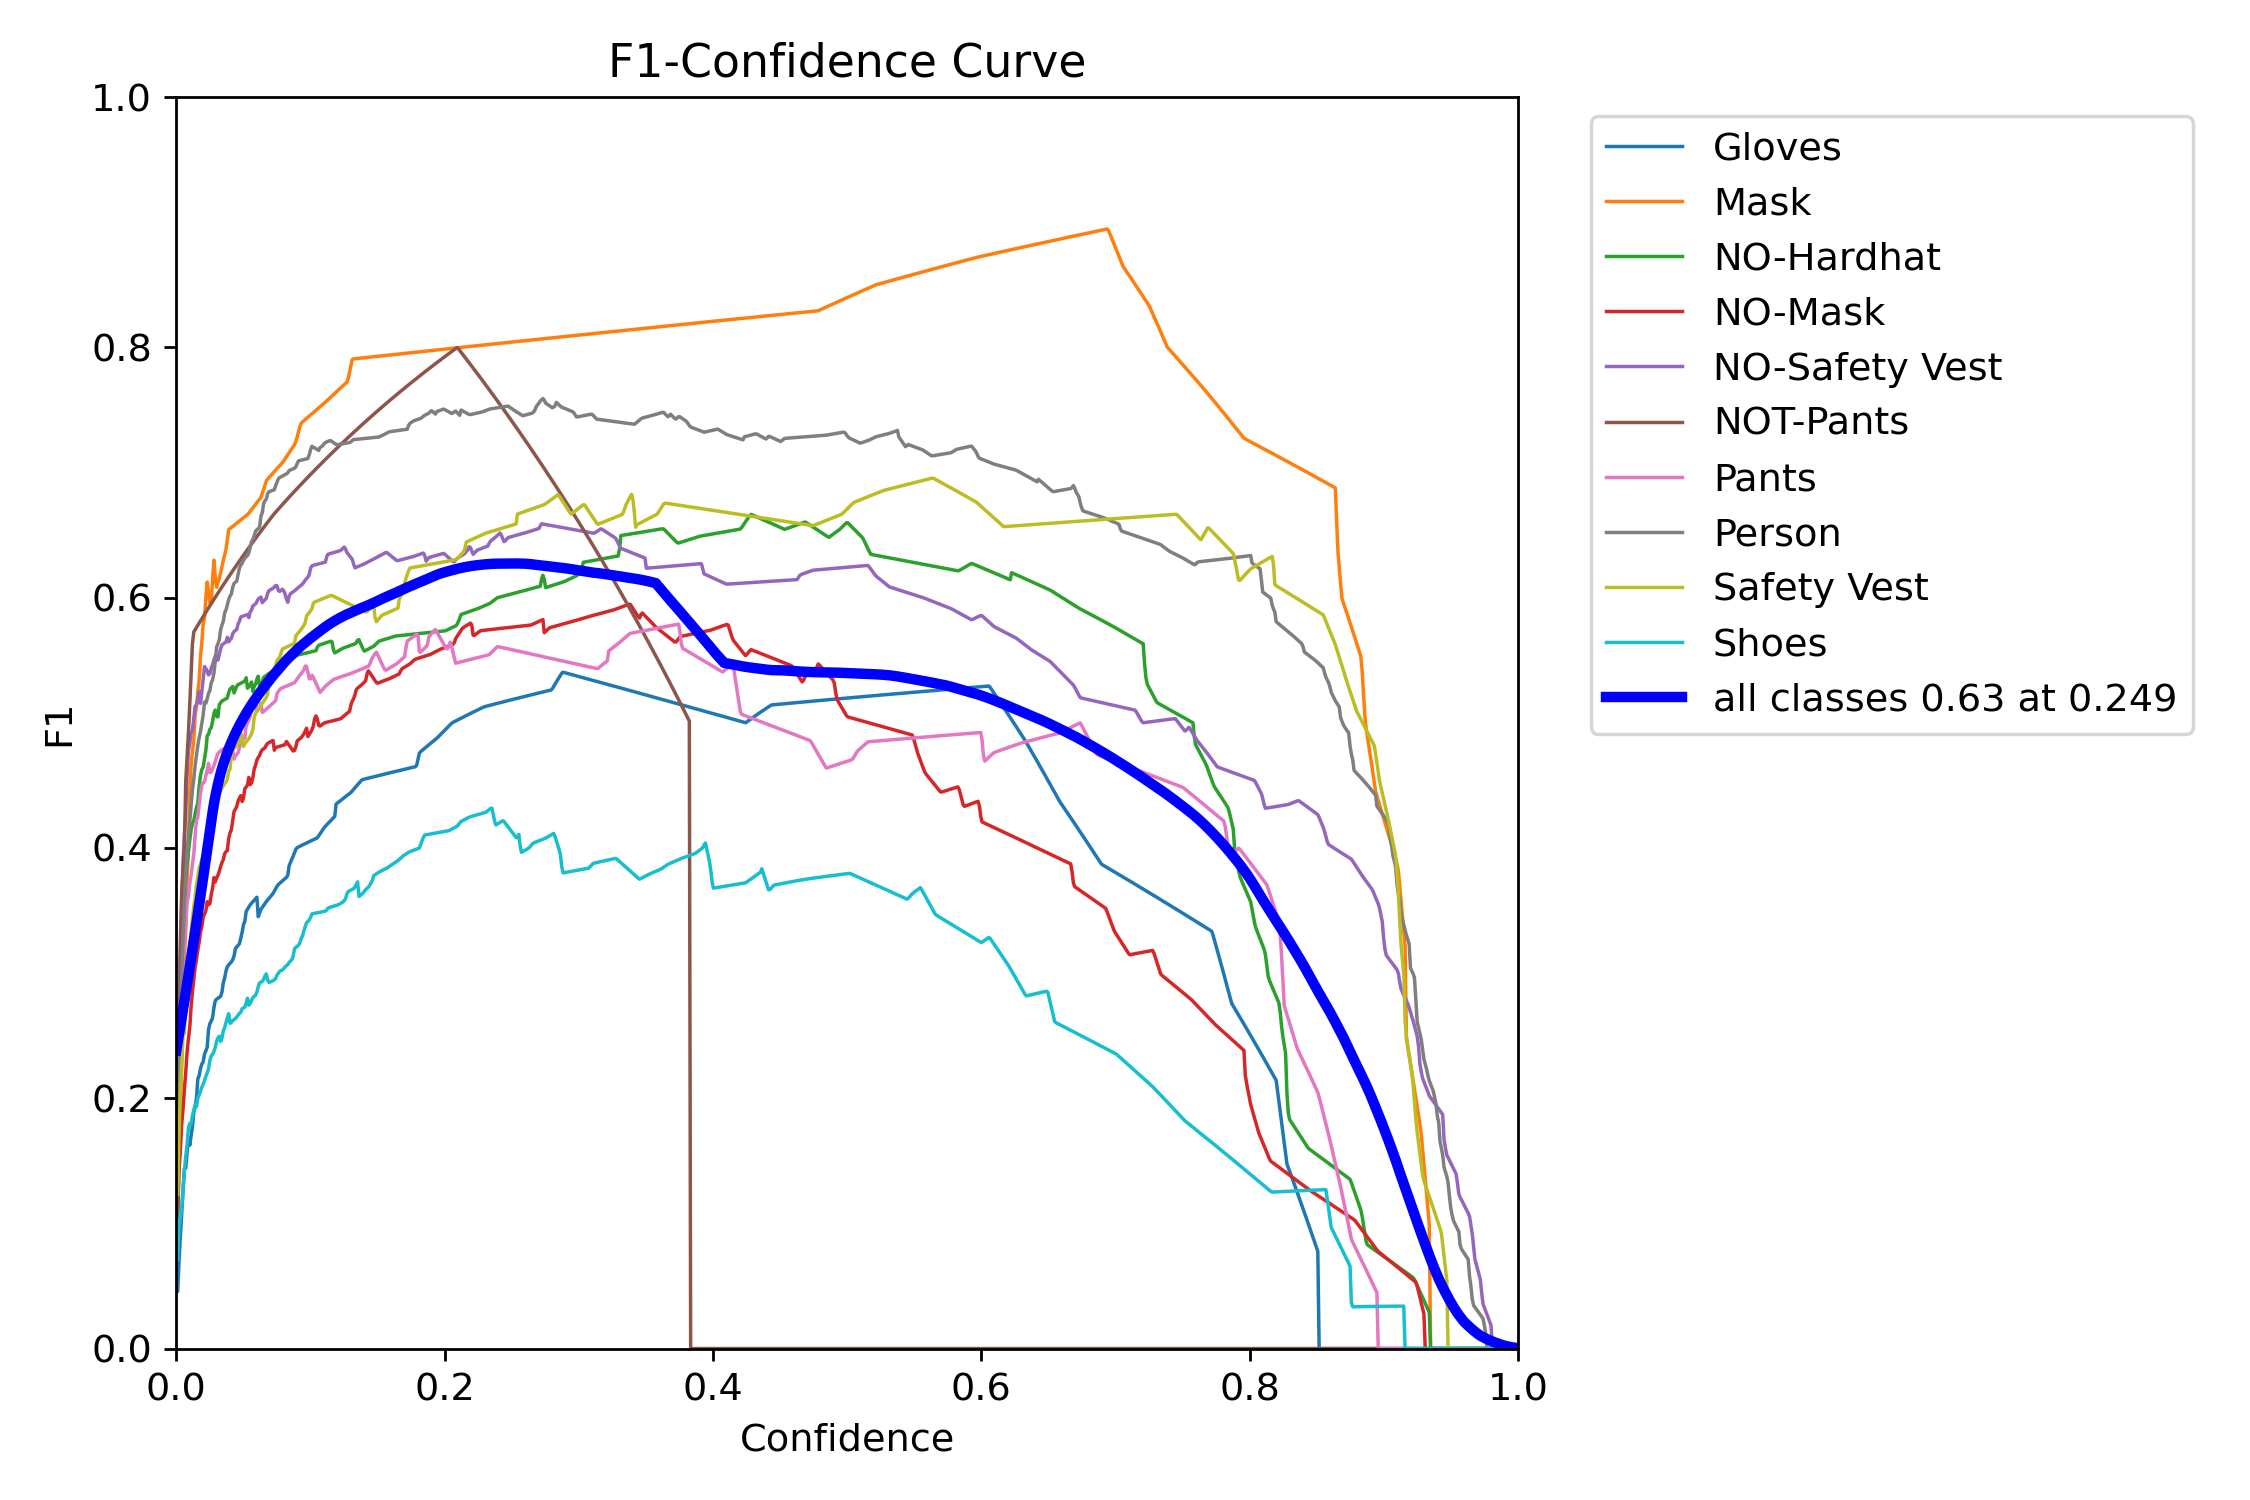 F1-Confidence Curve
1.0
0.8
0.6
0.4
0.2
0.0
F1
0.0 0.2 0.4 0.6 0.8 1.0
Confidence
Gloves
Mask
NO-Hardhat
NO-Mask
NO-Safety Vest
NOT-Pants
Pants
Person
Safety Vest
Shoes
all classes 0.63 at 0.249